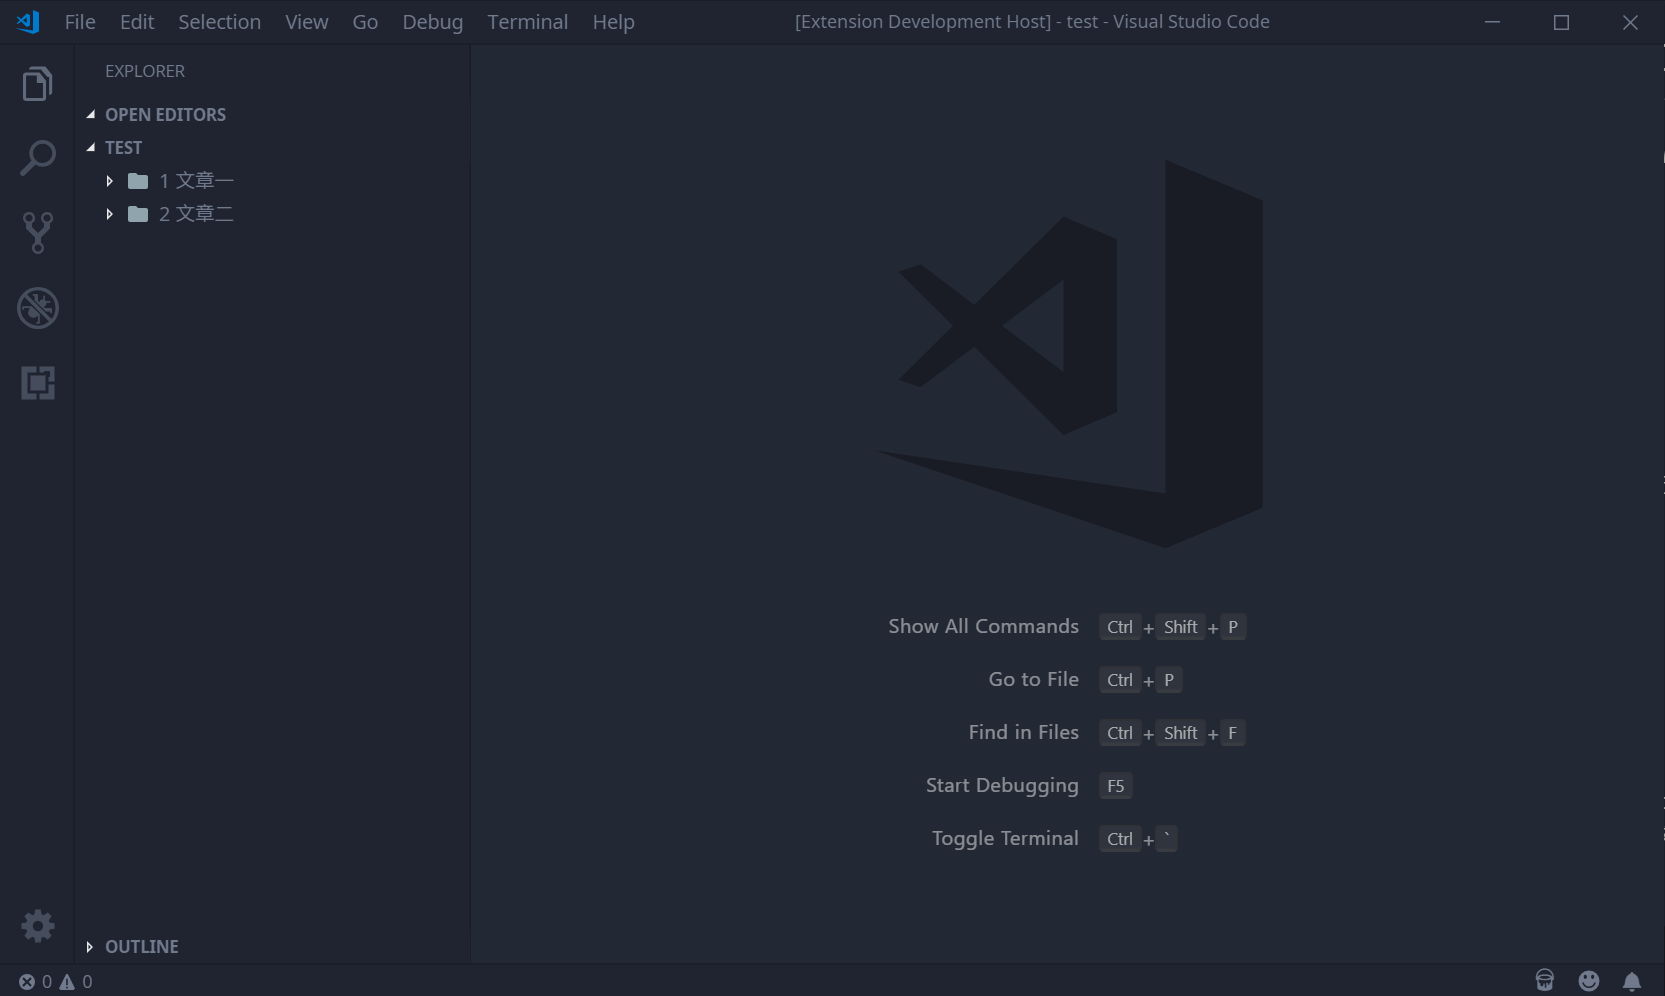 File Edit Selection View Go Debug Terminal Help [Extension Development Host] - test - Visual Studio Code
EXPLORER
OPEN EDITORS
TEST
1 文章一
2 文章二
Show All Commands Ctrl + Shift + P
Go to File Ctrl + P
Find in Files Ctrl + Shift + F
Start Debugging F5
Toggle Terminal Ctrl + `
OUTLINE
0 0